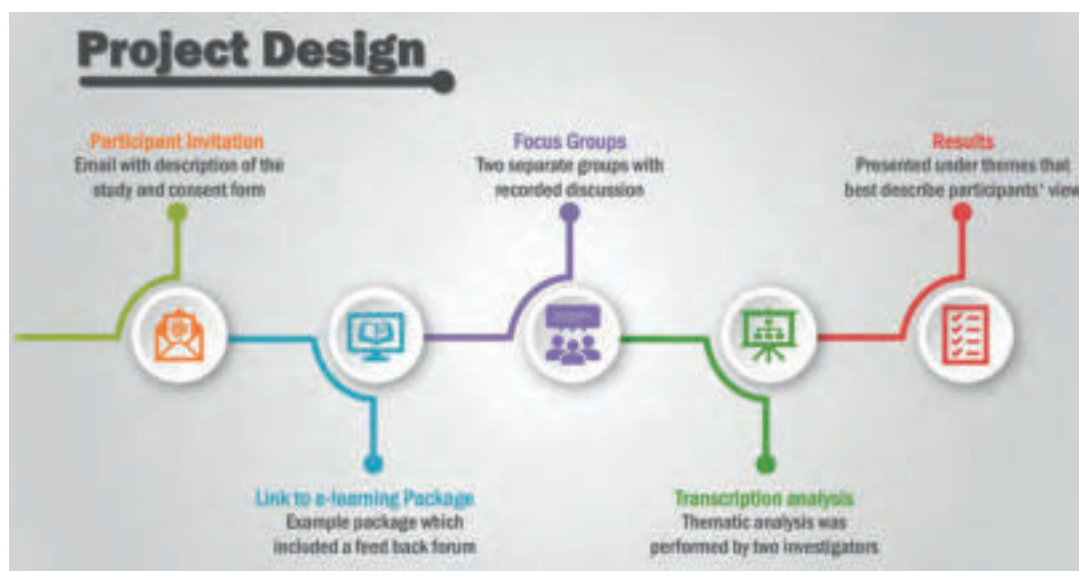 Project Design
Participant Invitation
Email with description of the
study and consent form
Link to e-learning Package
Example package which
included a feed back forum
Focus Groups
Two separate groups with
recorded discussion
Transcription analysis
Thematic analysis was
performed by two investigators
Results
Presented under themes that
best describe participants' view